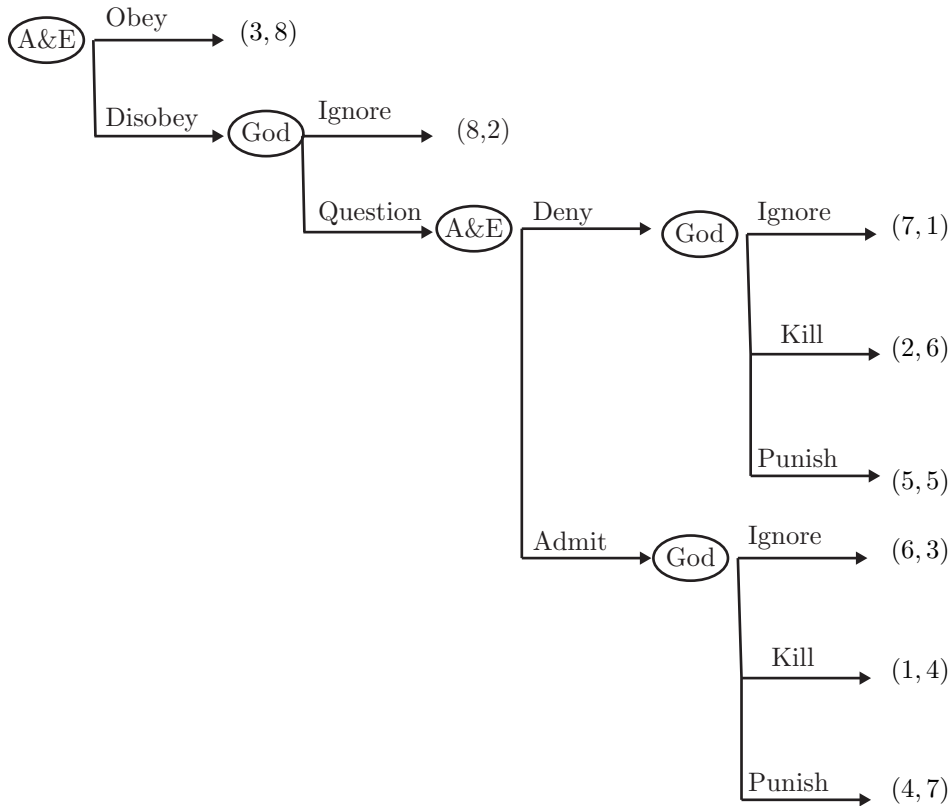 Obey
A&E
(3, 8)
Disobey
God
Ignore
(8,2)
Question
A&E
Deny
God
Ignore
(7, 1)
Kill
(2, 6)
Punish
(5, 5)
Admit
God
Ignore
(6, 3)
Kill
(1, 4)
Punish
(4, 7)